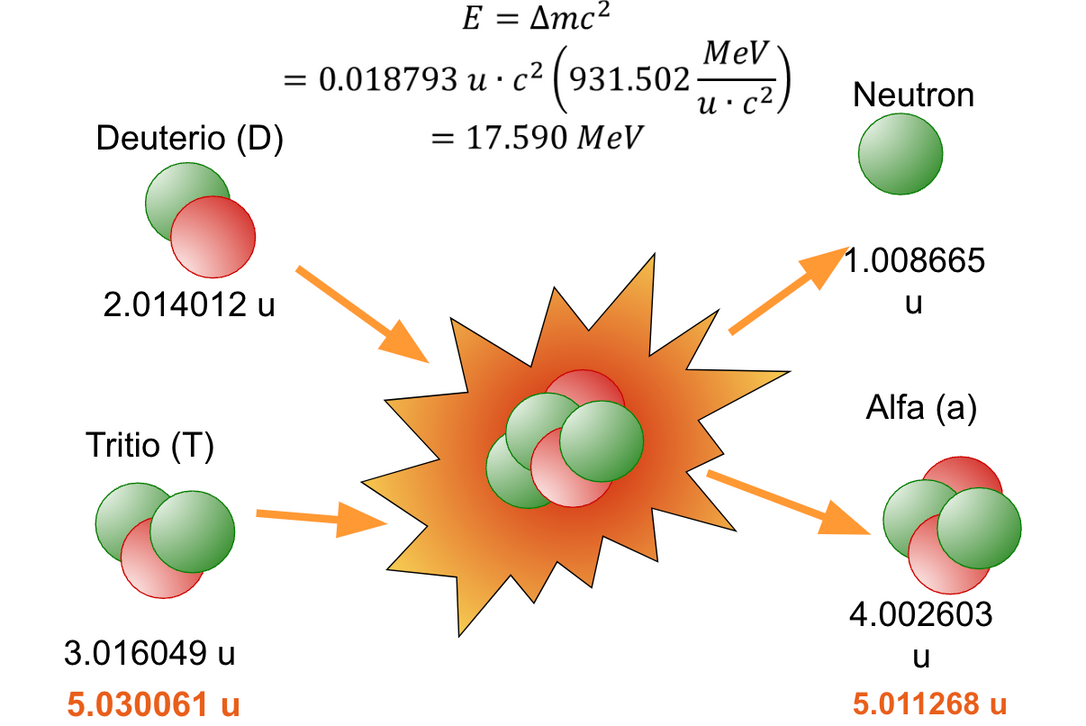 E = Δmc²
= 0.018793 u · c² (931.502 MeV / u · c²)
= 17.590 MeV
Deuterio (D)
2.014012 u
Tritio (T)
3.016049 u
5.030061 u
Neutron
1.008665
u
Alfa (a)
4.002603
u
5.011268 u